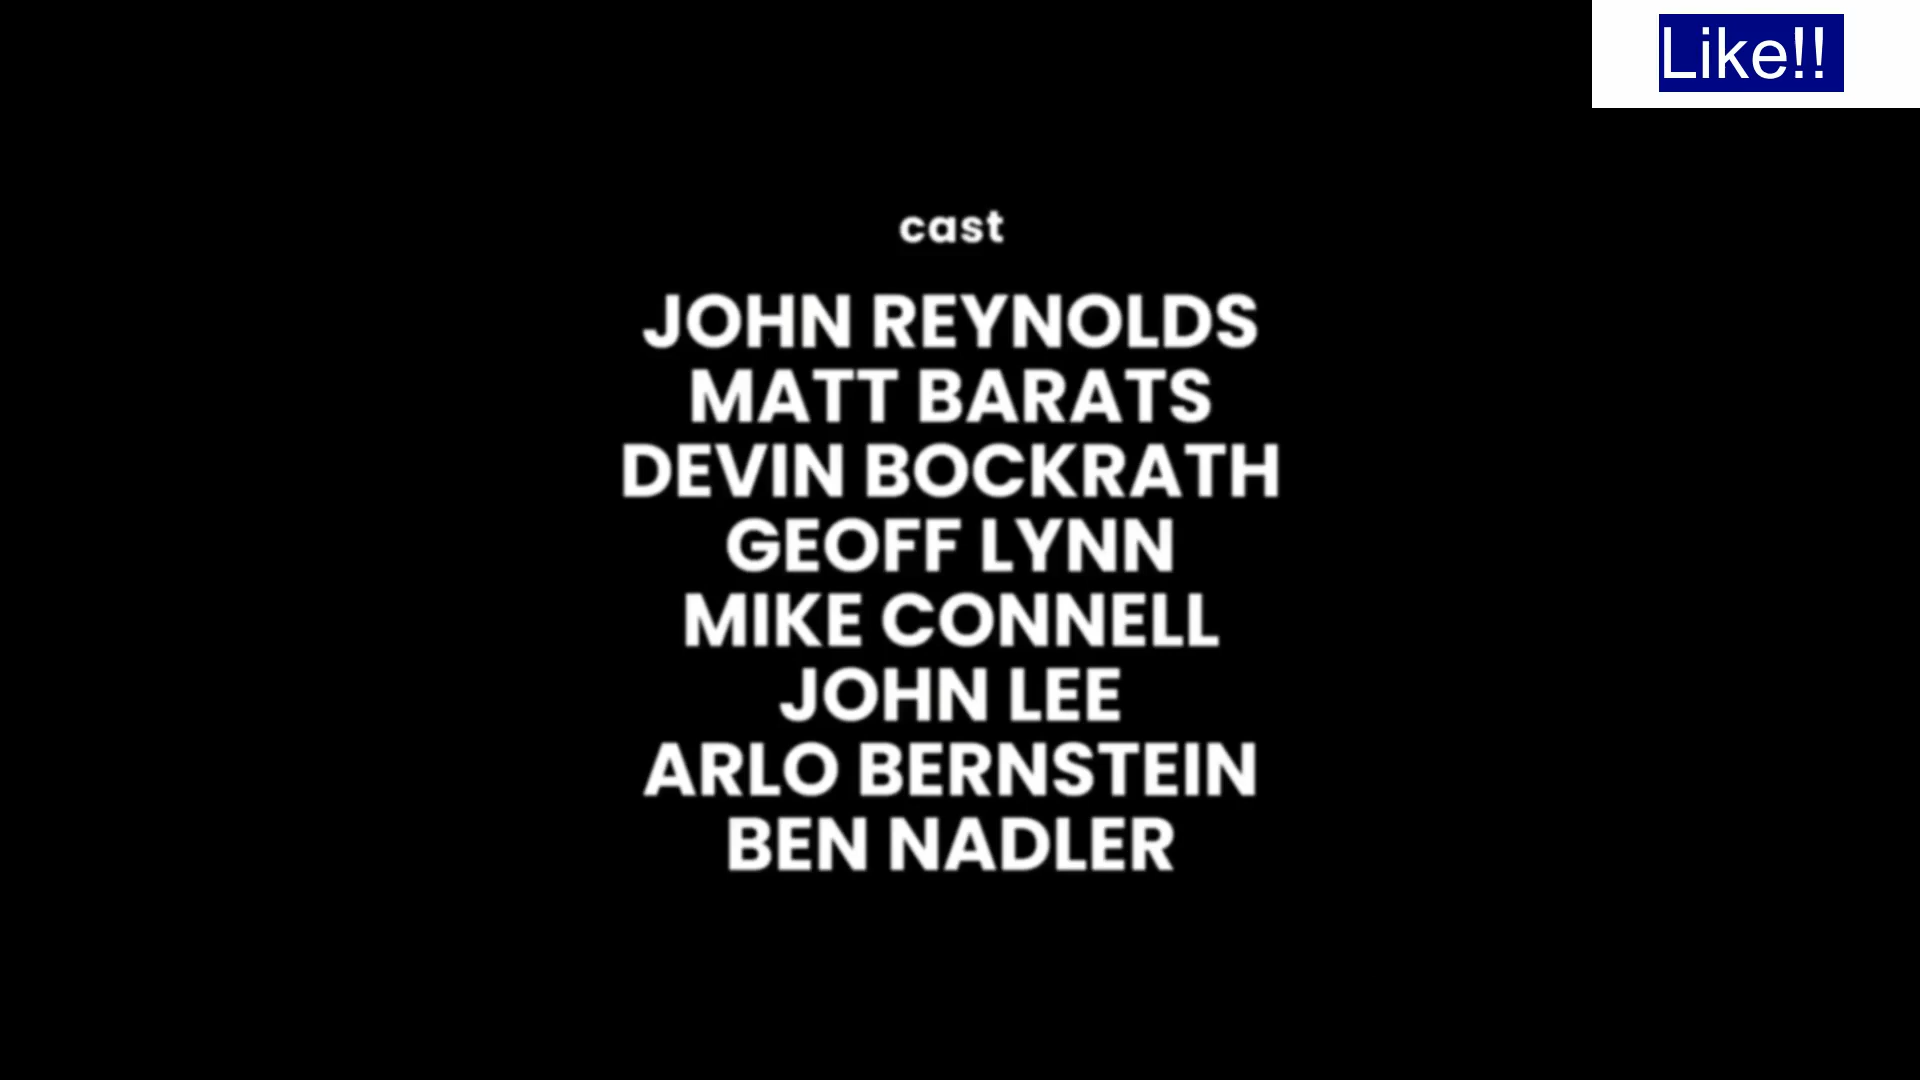 Like!!
cast
JOHN REYNOLDS
MATT BARATS
DEVIN BOCKRATH
GEOFF LYNN
MIKE CONNELL
JOHN LEE
ARLO BERNSTEIN
BEN NADLER